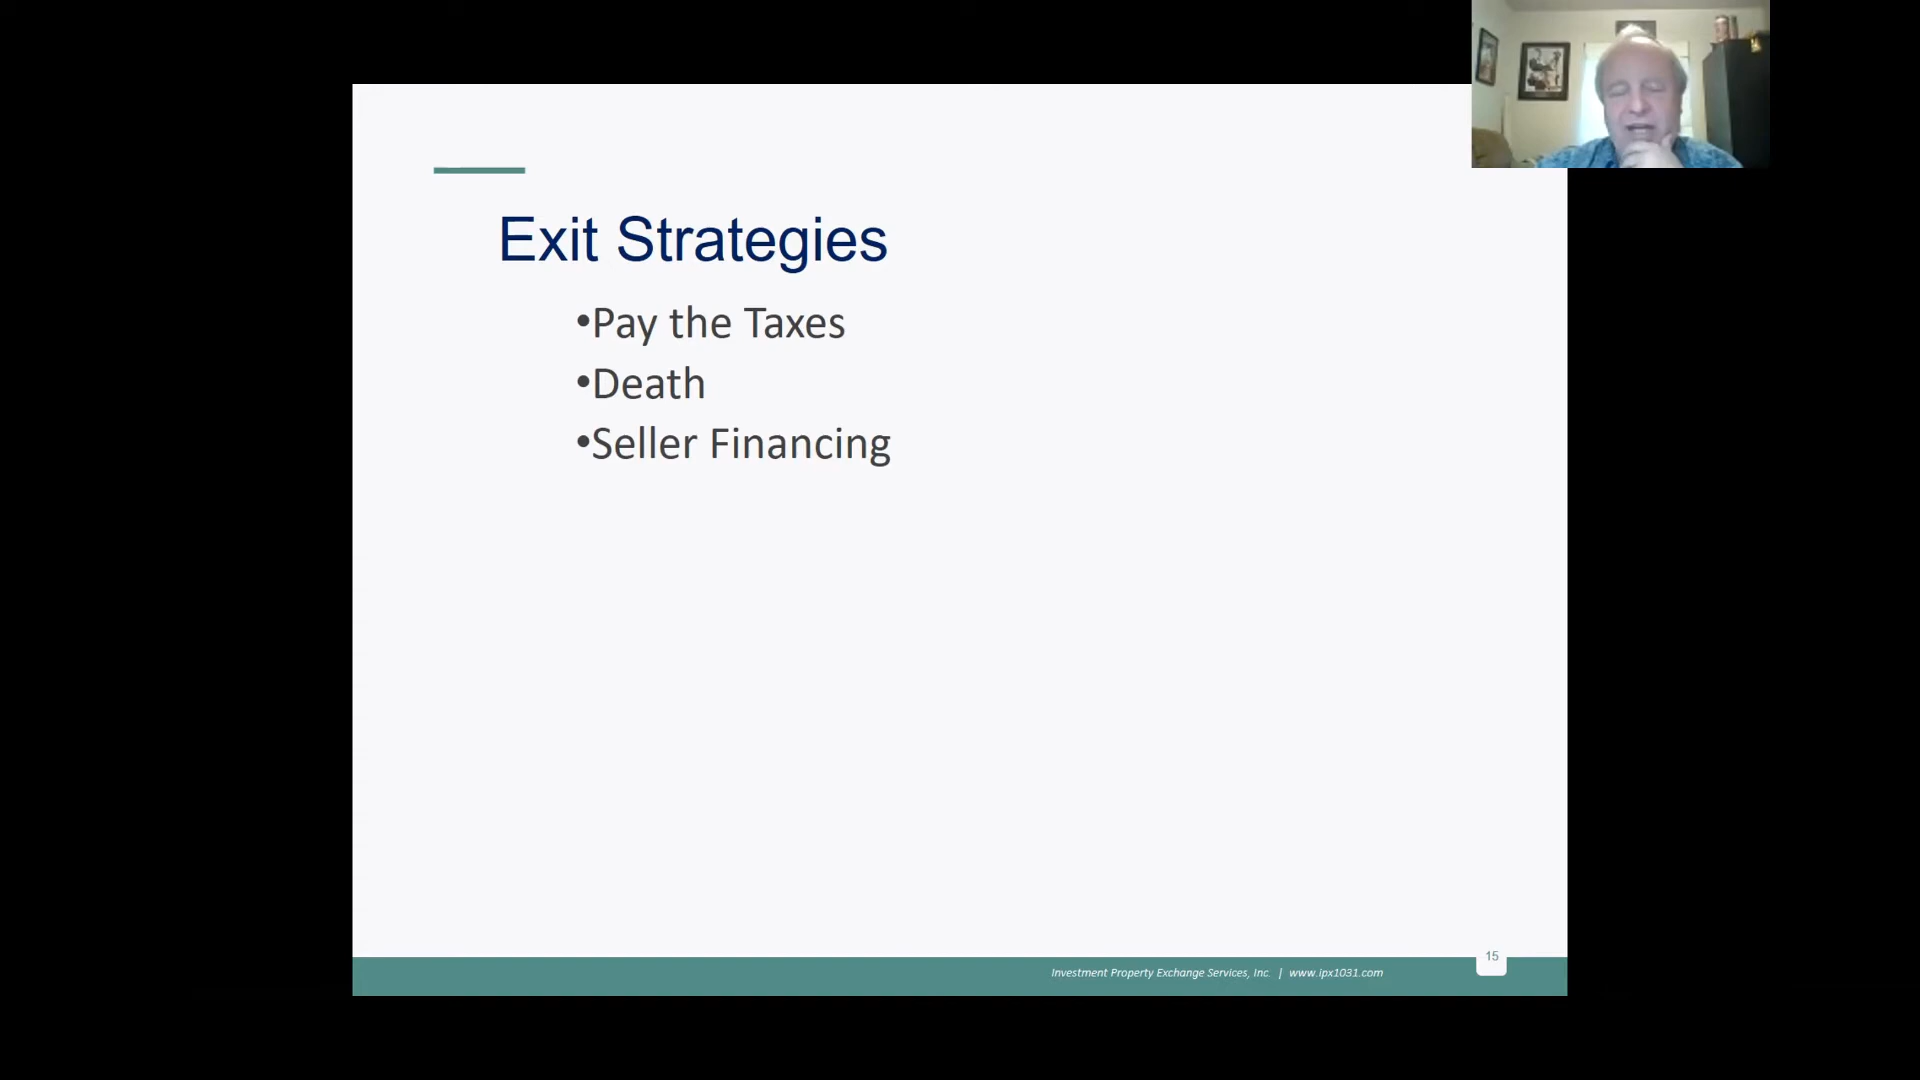 Exit Strategies
•Pay the Taxes
•Death
•Seller Financing
15
Investment Property Exchange Services, Inc. | www.ipx1031.com